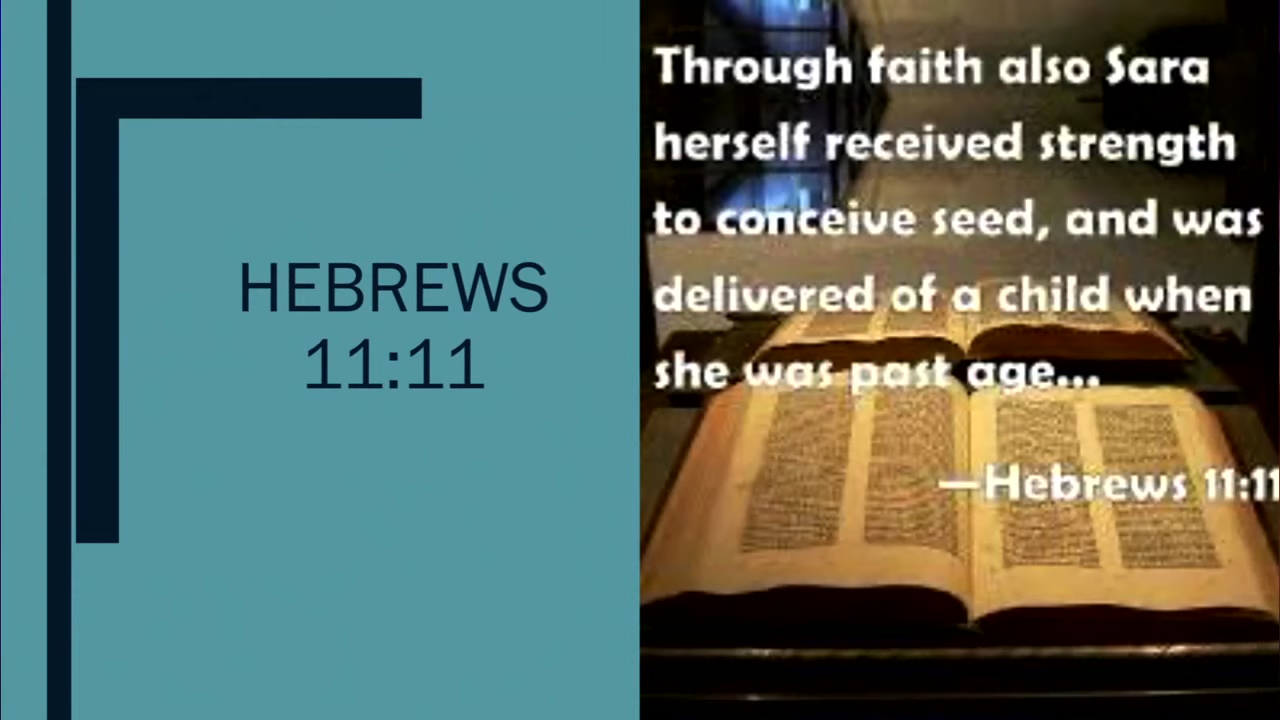 HEBREWS
11:11
Through faith also Sara
herself received strength
to conceive seed, and was
delivered of a child when
she was past age...
—Hebrews 11:11